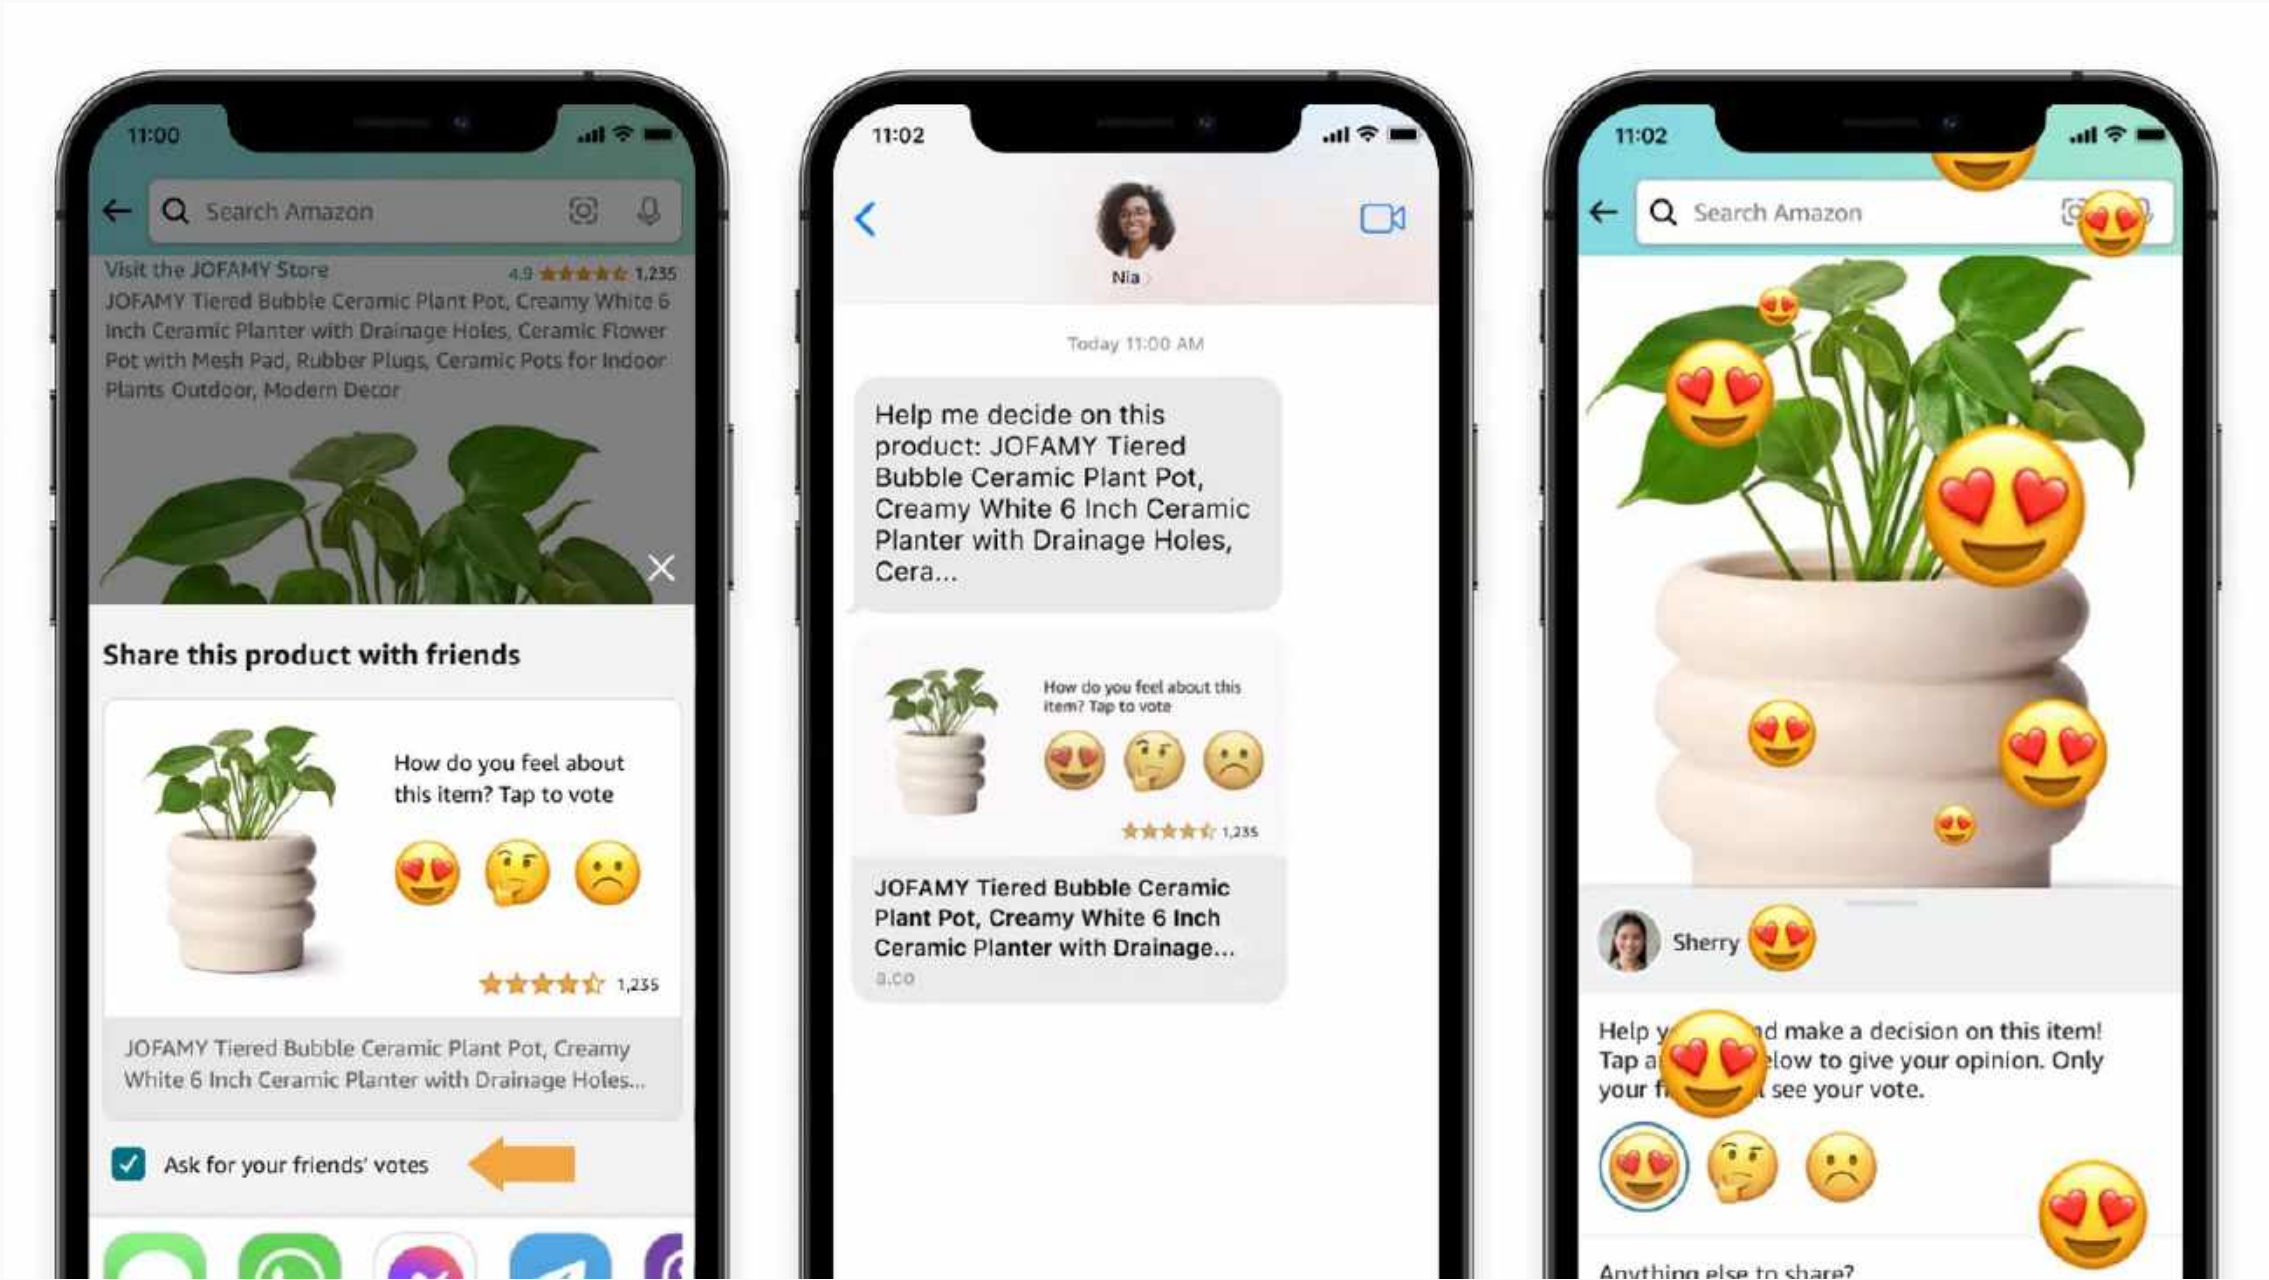 11:00
Search Amazon
Visit the JOFAMY Store 4.9 1,235
JOFAMY Tiered Bubble Ceramic Plant Pot, Creamy White 6
Inch Ceramic Planter with Drainage Holes, Ceramic Flower
Pot with Mesh Pad, Rubber Plugs, Ceramic Pots for Indoor
Plants Outdoor, Modern Decor
Share this product with friends
How do you feel about
this item? Tap to vote
1,235
JOFAMY Tiered Bubble Ceramic Plant Pot, Creamy
White 6 Inch Ceramic Planter with Drainage Holes...
Ask for your friends' votes
11:02
Nia
Today 11:00 AM
Help me decide on this
product: JOFAMY Tiered
Bubble Ceramic Plant Pot,
Creamy White 6 Inch Ceramic
Planter with Drainage Holes,
Cera...
How do you feel about this
item? Tap to vote
1,235
JOFAMY Tiered Bubble Ceramic
Plant Pot, Creamy White 6 Inch
Ceramic Planter with Drainage...
a.co
11:02
Search Amazon
Sherry
Help make a decision on this item!
Tap to give your opinion. Only
your see your vote.
Anything else to share?